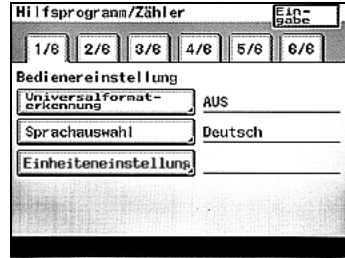 Hilfsprogramm/Zähler
Ein-
gabe
1/6 2/6 3/6 4/6 5/6 6/6
Bedienereinstellung
Universalformat-
erkennung
AUS
Sprachauswahl
Deutsch
Einheiteneinstellung